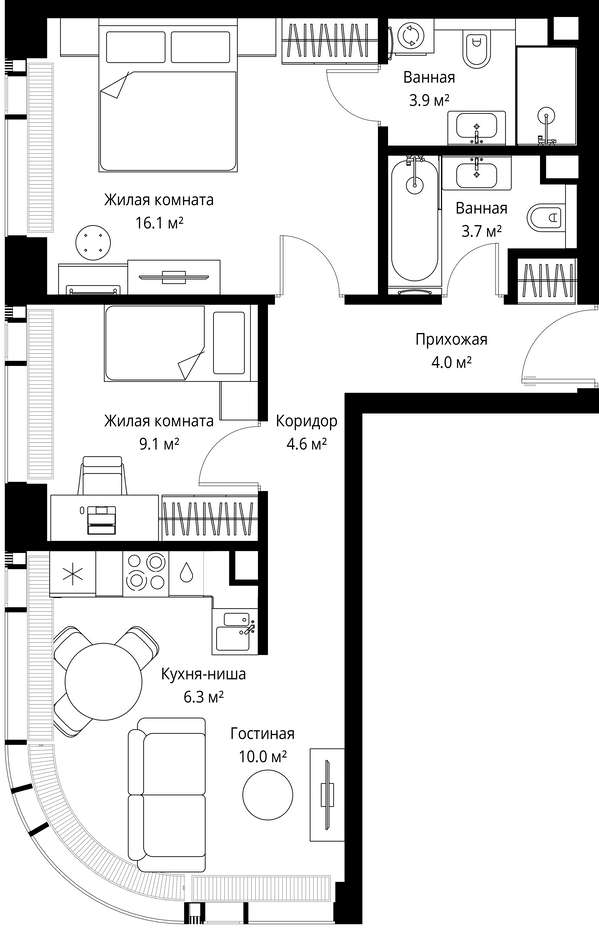 Ванная
3.9 м²
Жилая комната
16.1 м²
Ванная
3.7 м²
Прихожая
4.0 м²
Жилая комната
9.1 м²
Коридор
4.6 м²
Кухня-ниша
6.3 м²
Гостиная
10.0 м²